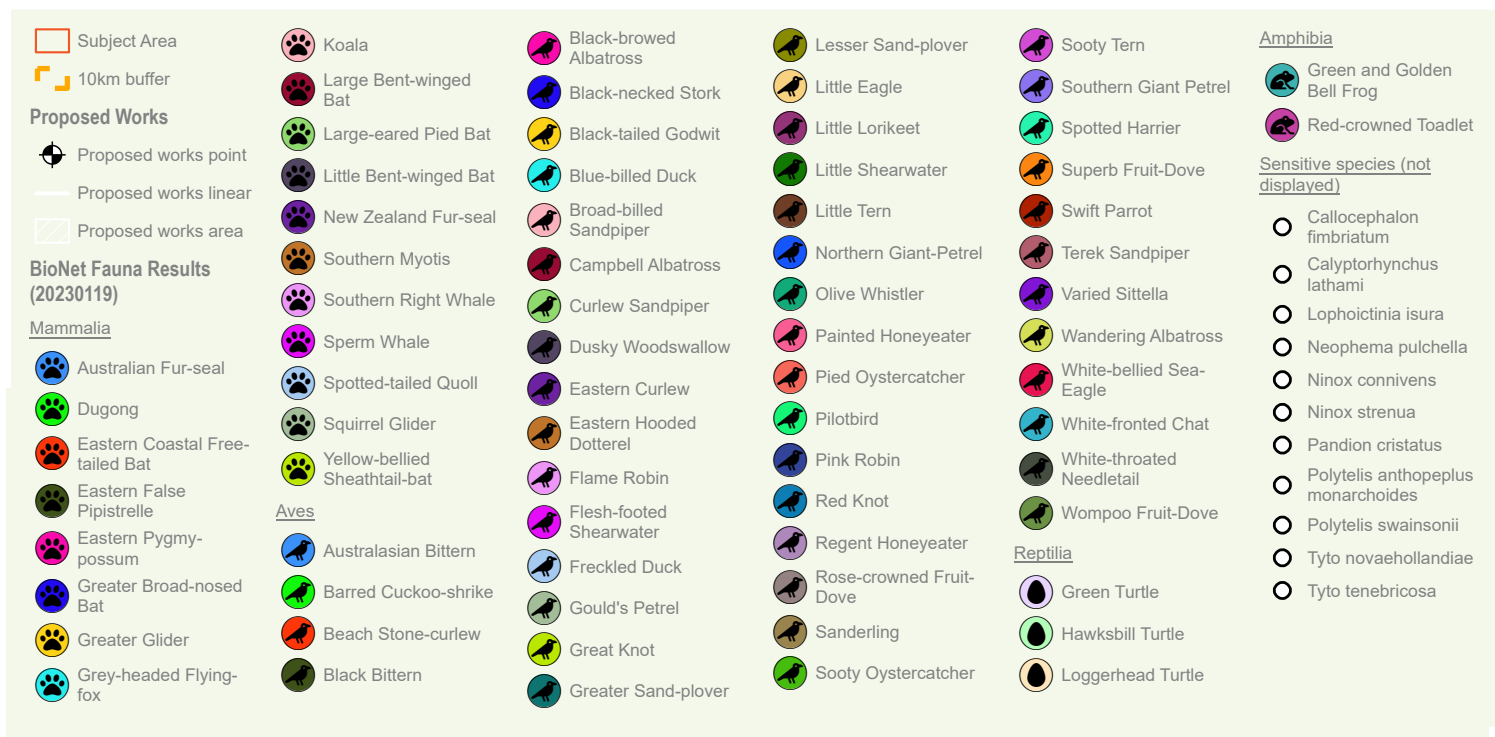 Subject Area
10km buffer
Proposed Works
Proposed works point
Proposed works linear
Proposed works area
BioNet Fauna Results
(20230119)
Mammalia
Australian Fur-seal
Dugong
Eastern Coastal Free-
tailed Bat
Eastern False
Pipistrelle
Eastern Pygmy-
possum
Greater Broad-nosed
Bat
Greater Glider
Grey-headed Flying-
fox
Koala
Large Bent-winged
Bat
Large-eared Pied Bat
Little Bent-winged Bat
New Zealand Fur-seal
Southern Myotis
Southern Right Whale
Sperm Whale
Spotted-tailed Quoll
Squirrel Glider
Yellow-bellied
Sheathtail-bat
Aves
Australasian Bittern
Barred Cuckoo-shrike
Beach Stone-curlew
Black Bittern
Black-browed
Albatross
Black-necked Stork
Black-tailed Godwit
Blue-billed Duck
Broad-billed
Sandpiper
Campbell Albatross
Curlew Sandpiper
Dusky Woodswallow
Eastern Curlew
Eastern Hooded
Dotterel
Flame Robin
Flesh-footed
Shearwater
Freckled Duck
Gould's Petrel
Great Knot
Greater Sand-plover
Lesser Sand-plover
Little Eagle
Little Lorikeet
Little Shearwater
Little Tern
Northern Giant-Petrel
Olive Whistler
Painted Honeyeater
Pied Oystercatcher
Pilotbird
Pink Robin
Red Knot
Regent Honeyeater
Rose-crowned Fruit-
Dove
Sanderling
Sooty Oystercatcher
Sooty Tern
Southern Giant Petrel
Spotted Harrier
Superb Fruit-Dove
Swift Parrot
Terek Sandpiper
Varied Sittella
Wandering Albatross
White-bellied Sea-
Eagle
White-fronted Chat
White-throated
Needletail
Wompoo Fruit-Dove
Reptilia
Green Turtle
Hawksbill Turtle
Loggerhead Turtle
Amphibia
Green and Golden
Bell Frog
Red-crowned Toadlet
Sensitive species (not
displayed)
Callocephalon
fimbriatum
Calyptorhynchus
lathami
Lophoictinia isura
Neophema pulchella
Ninox connivens
Ninox strenua
Pandion cristatus
Polytelis anthopeplus
monarchoides
Polytelis swainsonii
Tyto novaehollandiae
Tyto tenebricosa